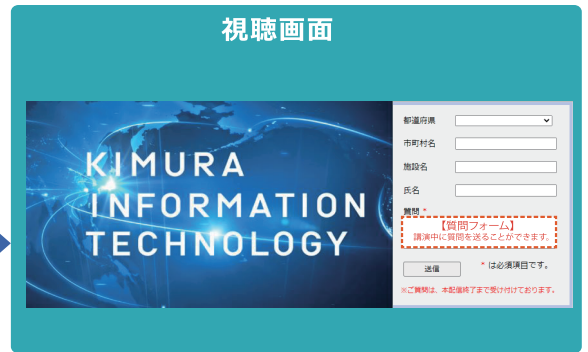 視聴画面
KIMURA
INFORMATION
TECHNOLOGY
都道府県
市町村名
施設名
氏名
質問 *
【質問フォーム】
講演中に質問を送ることができます。
送信
* は必須項目です。
※ご質問は、本配信終了まで受け付けております。